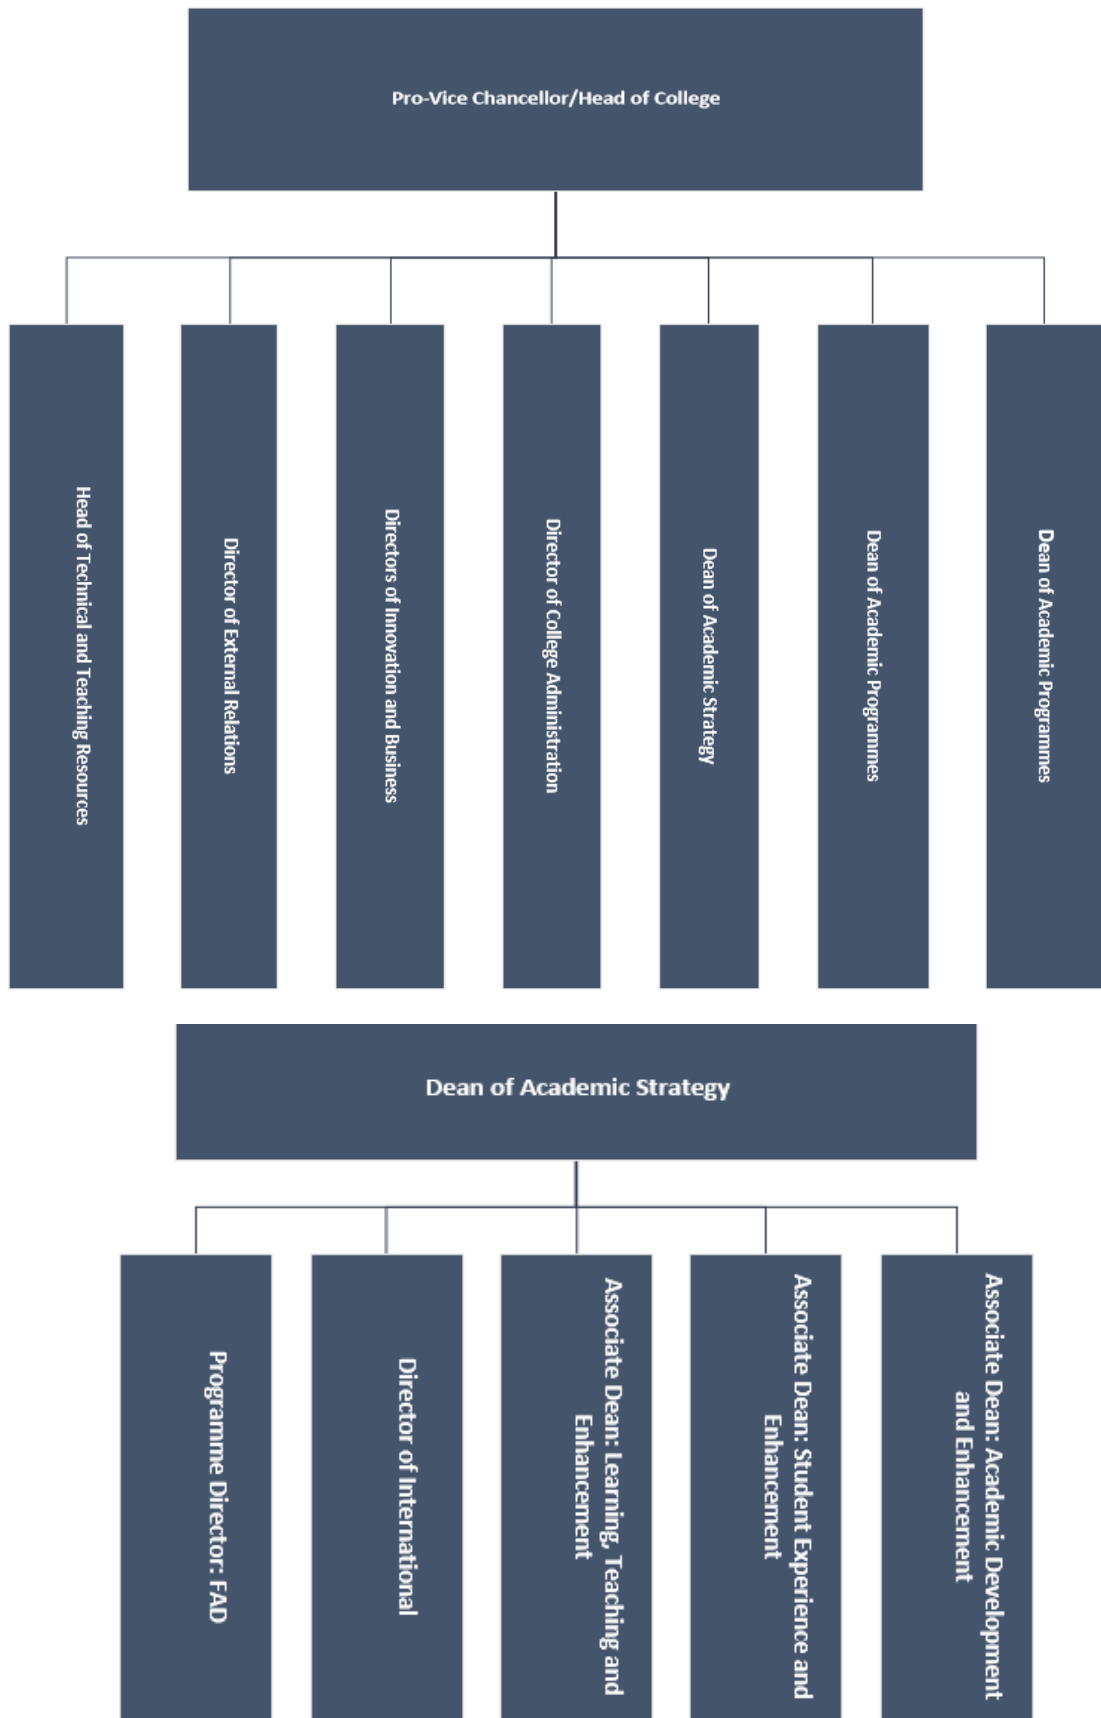 Pro-Vice Chancellor/Head of College
Head of Technical and Teaching Resources
Director of External Relations
Directors of Innovation and Business
Director of College Administration
Dean of Academic Strategy
Dean of Academic Programmes
Dean of Academic Programmes
Dean of Academic Strategy
Programme Director: FAD
Director of International
Associate Dean: Learning, Teaching and
Enhancement
Associate Dean: Student Experience and
Enhancement
Associate Dean: Academic Development
and Enhancement